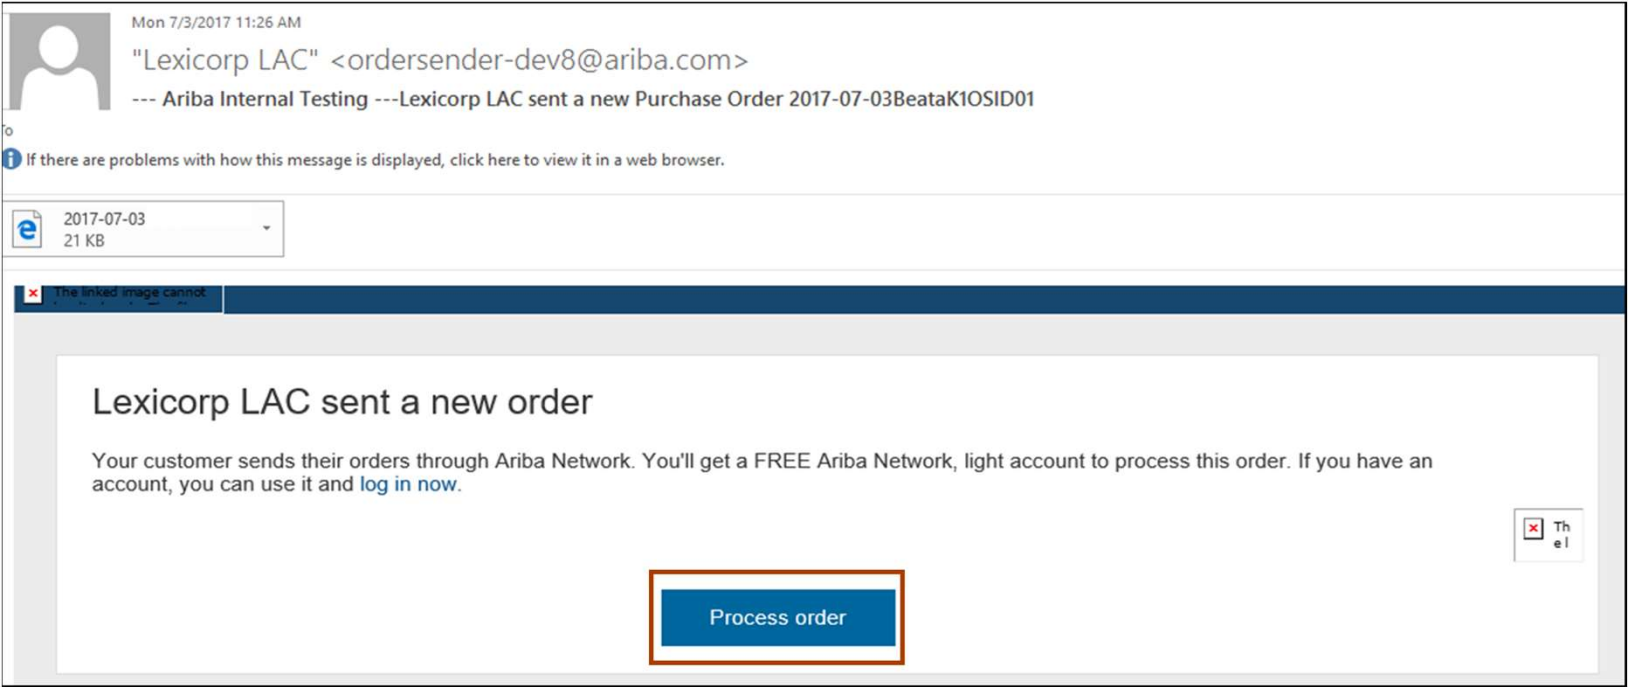 Mon 7/3/2017 11:26 AM
"Lexicorp LAC" <ordersender-dev8@ariba.com>
--- Ariba Internal Testing ---Lexicorp LAC sent a new Purchase Order 2017-07-03BeataK1OSID01
To
If there are problems with how this message is displayed, click here to view it in a web browser.
2017-07-03
21 KB
The linked image cannot
Lexicorp LAC sent a new order
Your customer sends their orders through Ariba Network. You'll get a FREE Ariba Network, light account to process this order. If you have an
account, you can use it and log in now.
Th
e l
Process order